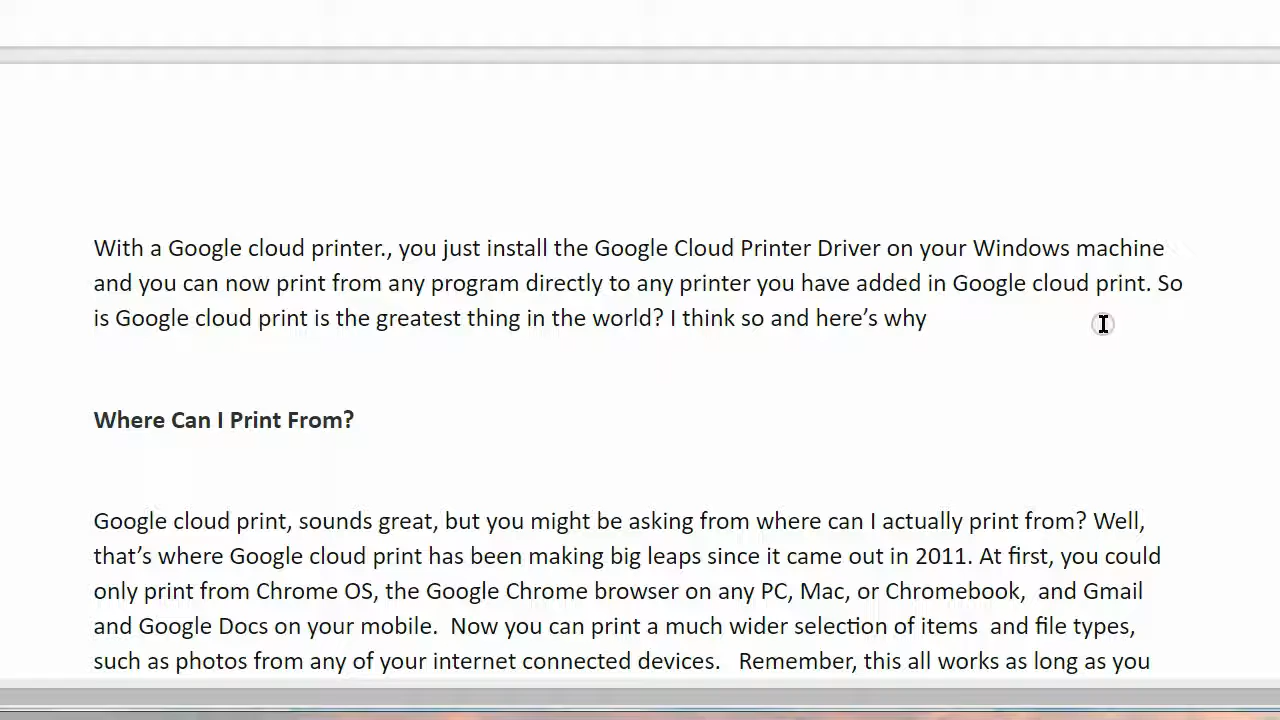 With a Google cloud printer., you just install the Google Cloud Printer Driver on your Windows machine
and you can now print from any program directly to any printer you have added in Google cloud print. So
is Google cloud print is the greatest thing in the world? I think so and here’s why
Where Can I Print From?
Google cloud print, sounds great, but you might be asking from where can I actually print from? Well,
that’s where Google cloud print has been making big leaps since it came out in 2011. At first, you could
only print from Chrome OS, the Google Chrome browser on any PC, Mac, or Chromebook,  and Gmail
and Google Docs on your mobile.  Now you can print a much wider selection of items  and file types,
such as photos from any of your internet connected devices.   Remember, this all works as long as you